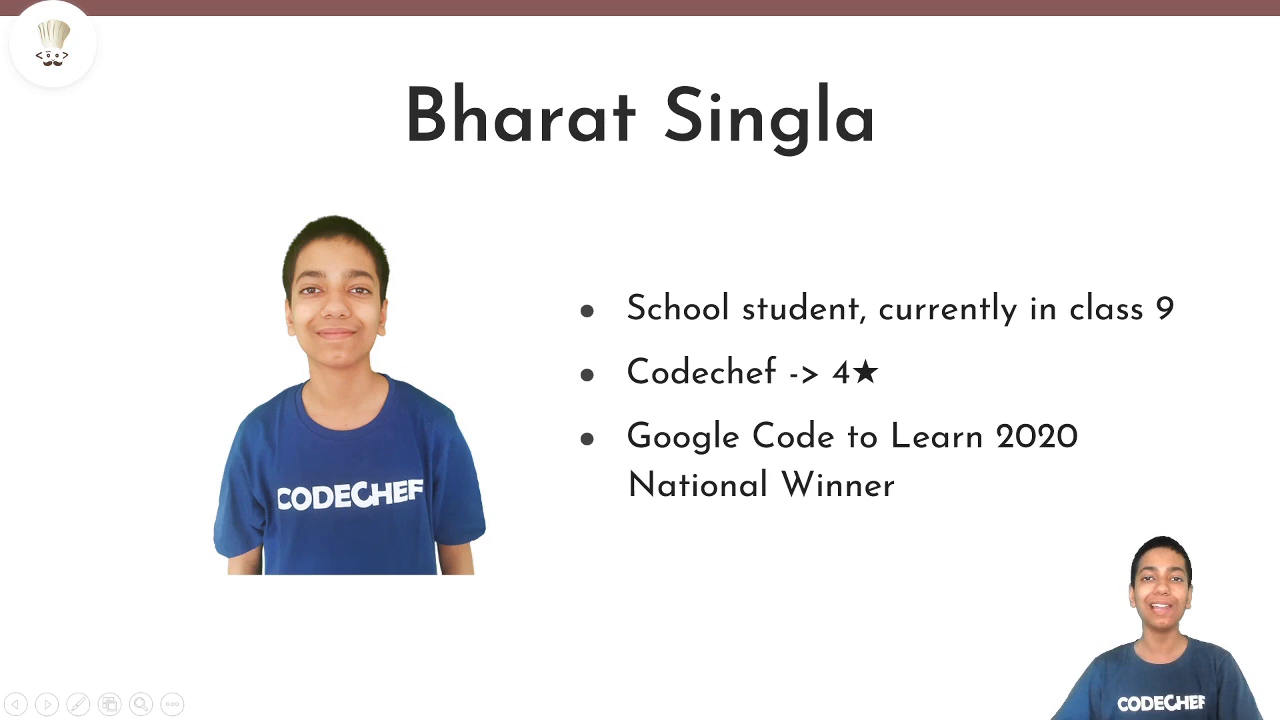 Bharat Singla
School student, currently in class 9
Codechef -> 4★
Google Code to Learn 2020
National Winner
CODECHEF
CODECHEF